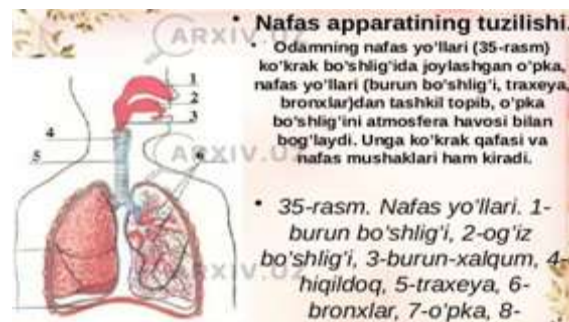 • Nafas apparatining tuzilishi.
• Odamning nafas yo'llari (35-rasm)
ko'krak bo'shlig'ida joylashgan o'pka,
nafas yo'llari (burun bo'shlig'i, traxeya,
bronxlar)dan tashkil topib, o'pka
bo'shlig'ini atmosfera havosi bilan
bog'laydi. Unga ko'krak qafasi va
nafas mushaklari ham kiradi.
• 35-rasm. Nafas yo'llari. 1-
burun bo'shlig'i, 2-og'iz
bo'shlig'i, 3-burun-xalqum, 4-
hiqildoq, 5-traxeya, 6-
bronxlar, 7-o'pka, 8-
1
2
3
4
5
6
ARXIV.UZ
ARXIV.UZ
ARXIV.UZ